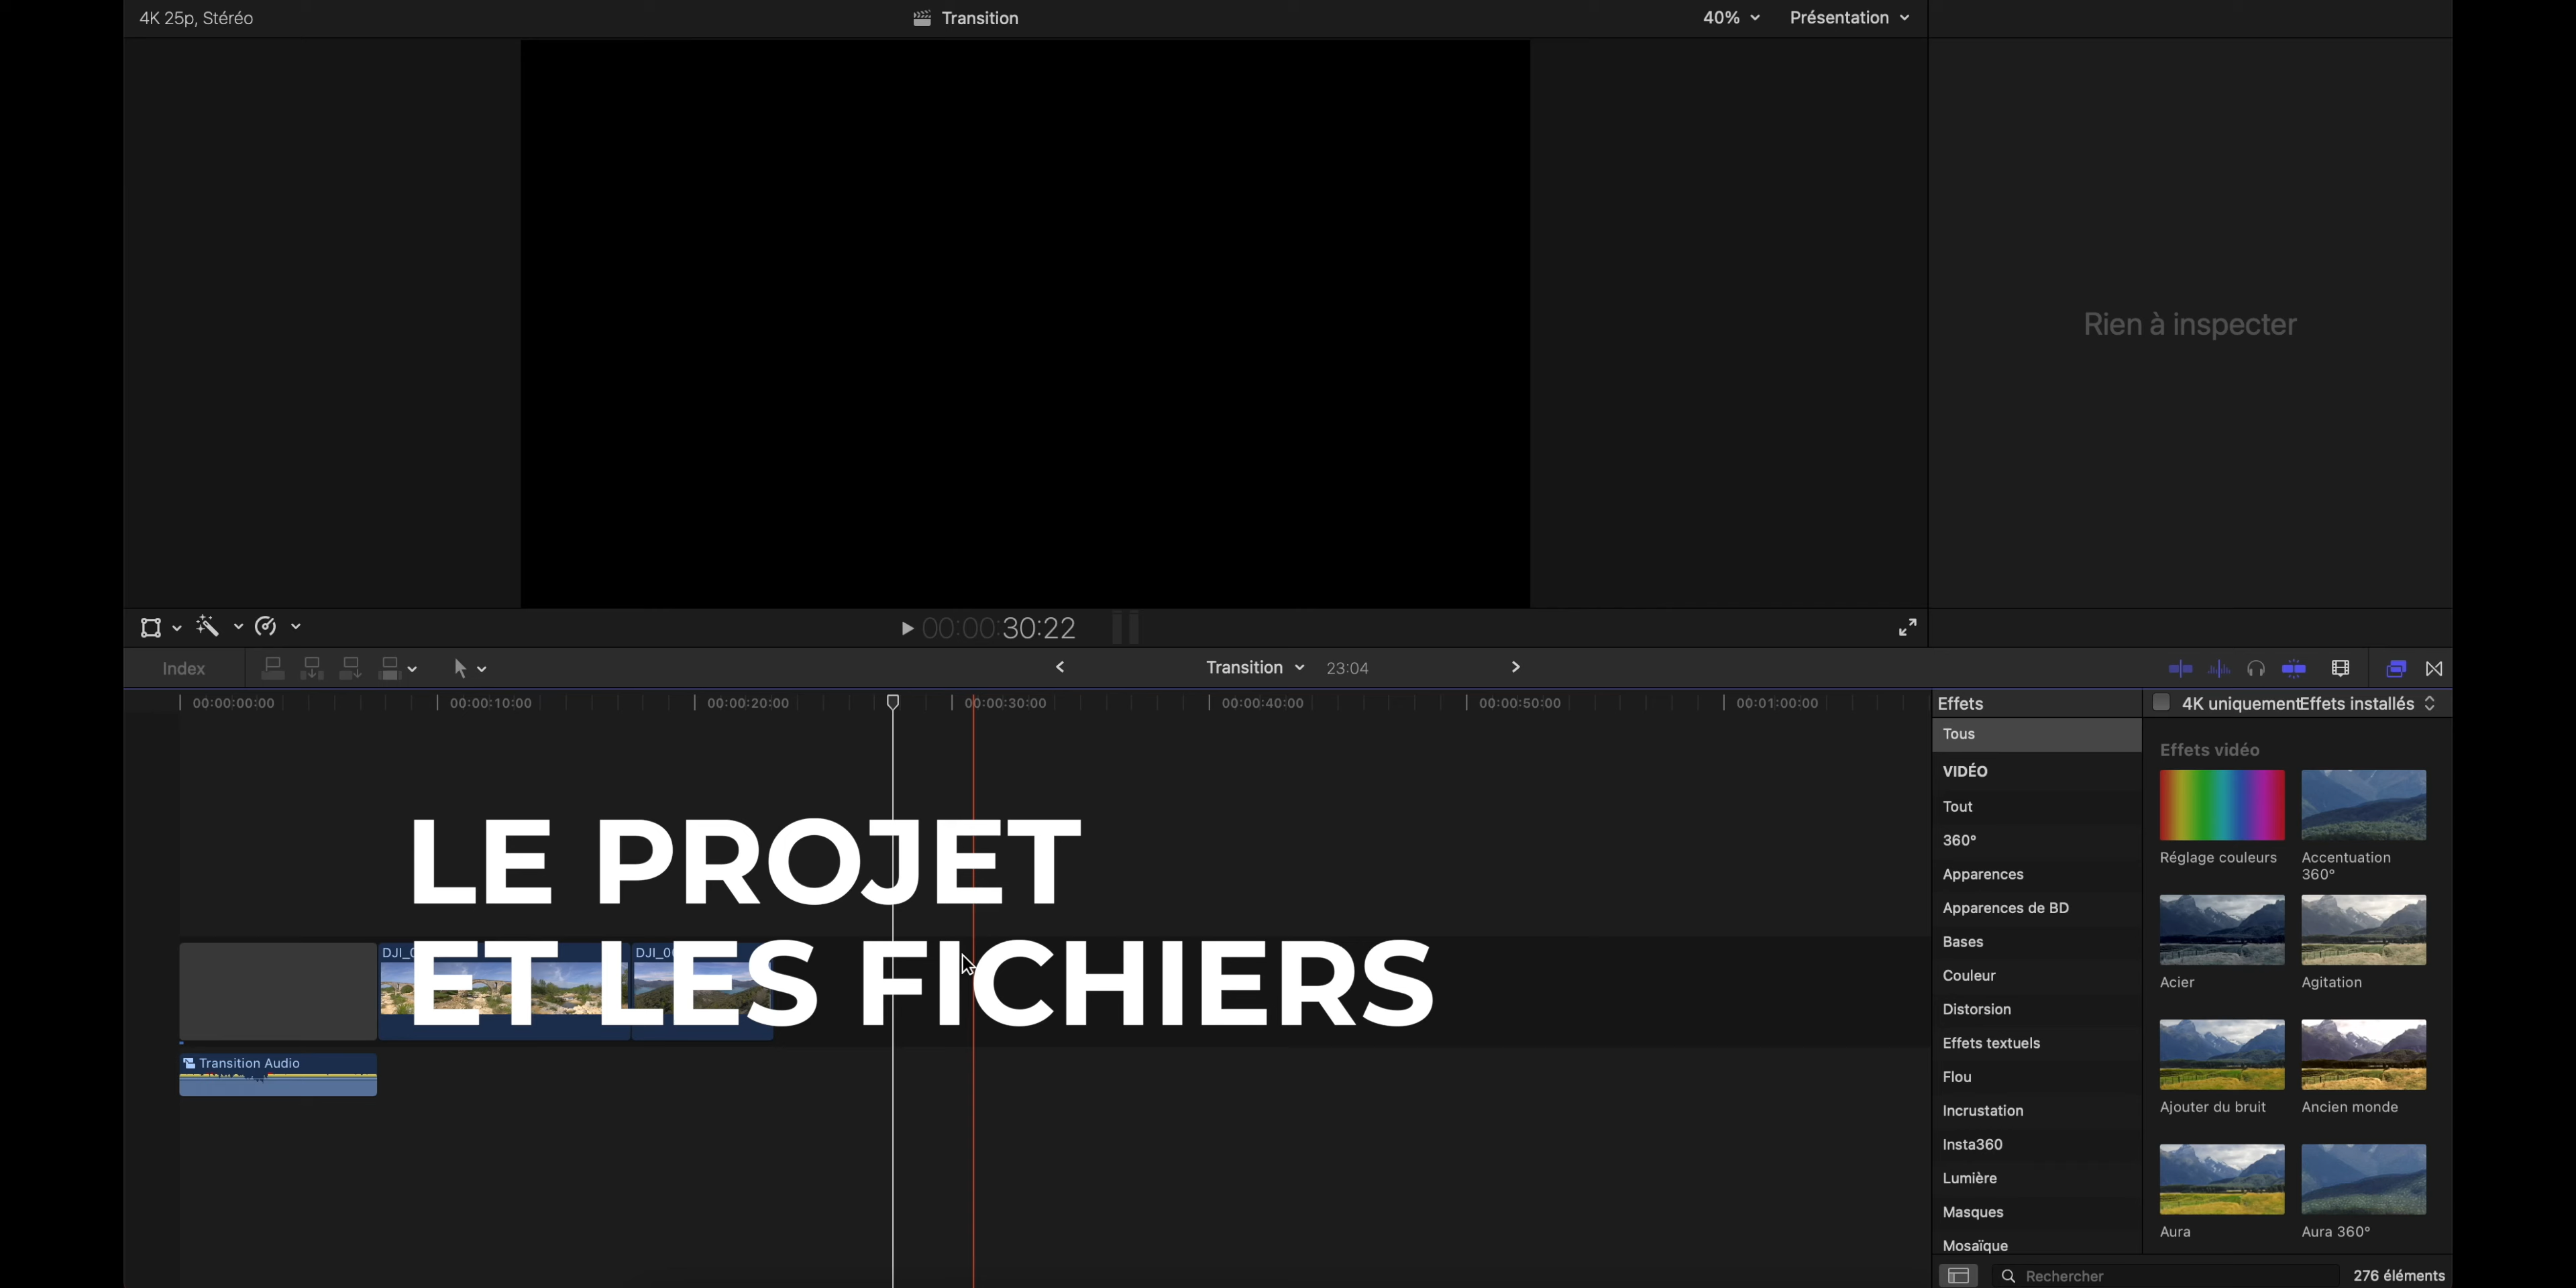 4K 25p, Stéréo
Transition
40%
Présentation
Rien à inspecter
00:00:00:30:22
Index
Transition
23:04
00:00:00:00
00:00:10:00
00:00:20:00
00:00:30:00
00:00:40:00
00:00:50:00
00:01:00:00
Effets
4K uniquement
Effets installés
Tous
VIDÉO
Tout
360°
Apparences
Apparences de BD
Bases
Couleur
Distorsion
Effets textuels
Flou
Incrustation
Insta360
Lumière
Masques
Mosaïque
Effets vidéo
Réglage couleurs
Accentuation
360°
Acier
Agitation
Ajouter du bruit
Ancien monde
Aura
Aura 360°
Rechercher
276 éléments
LE PROJET
ET LES FICHIERS
Transition Audio